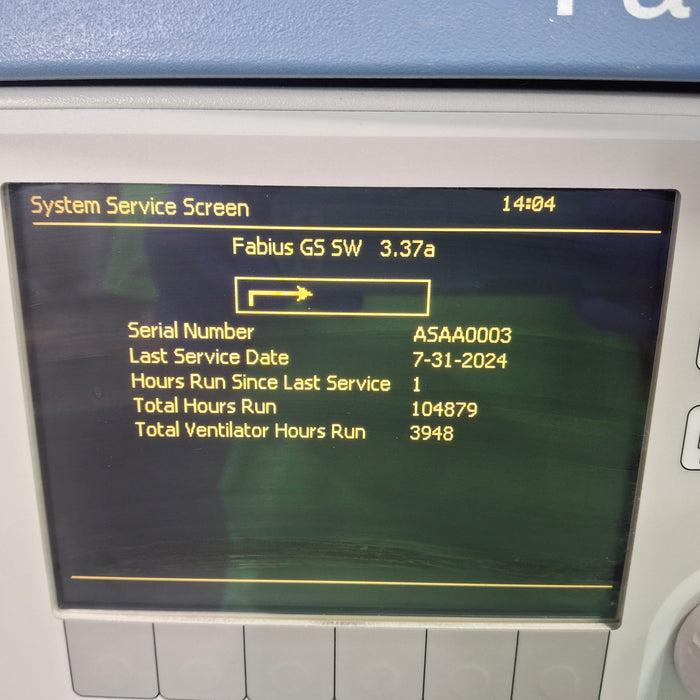 System Service Screen 14:04
Fabius GS SW 3.37a
Serial Number ASAA0003
Last Service Date 7-31-2024
Hours Run Since Last Service 1
Total Hours Run 104879
Total Ventilator Hours Run 3948